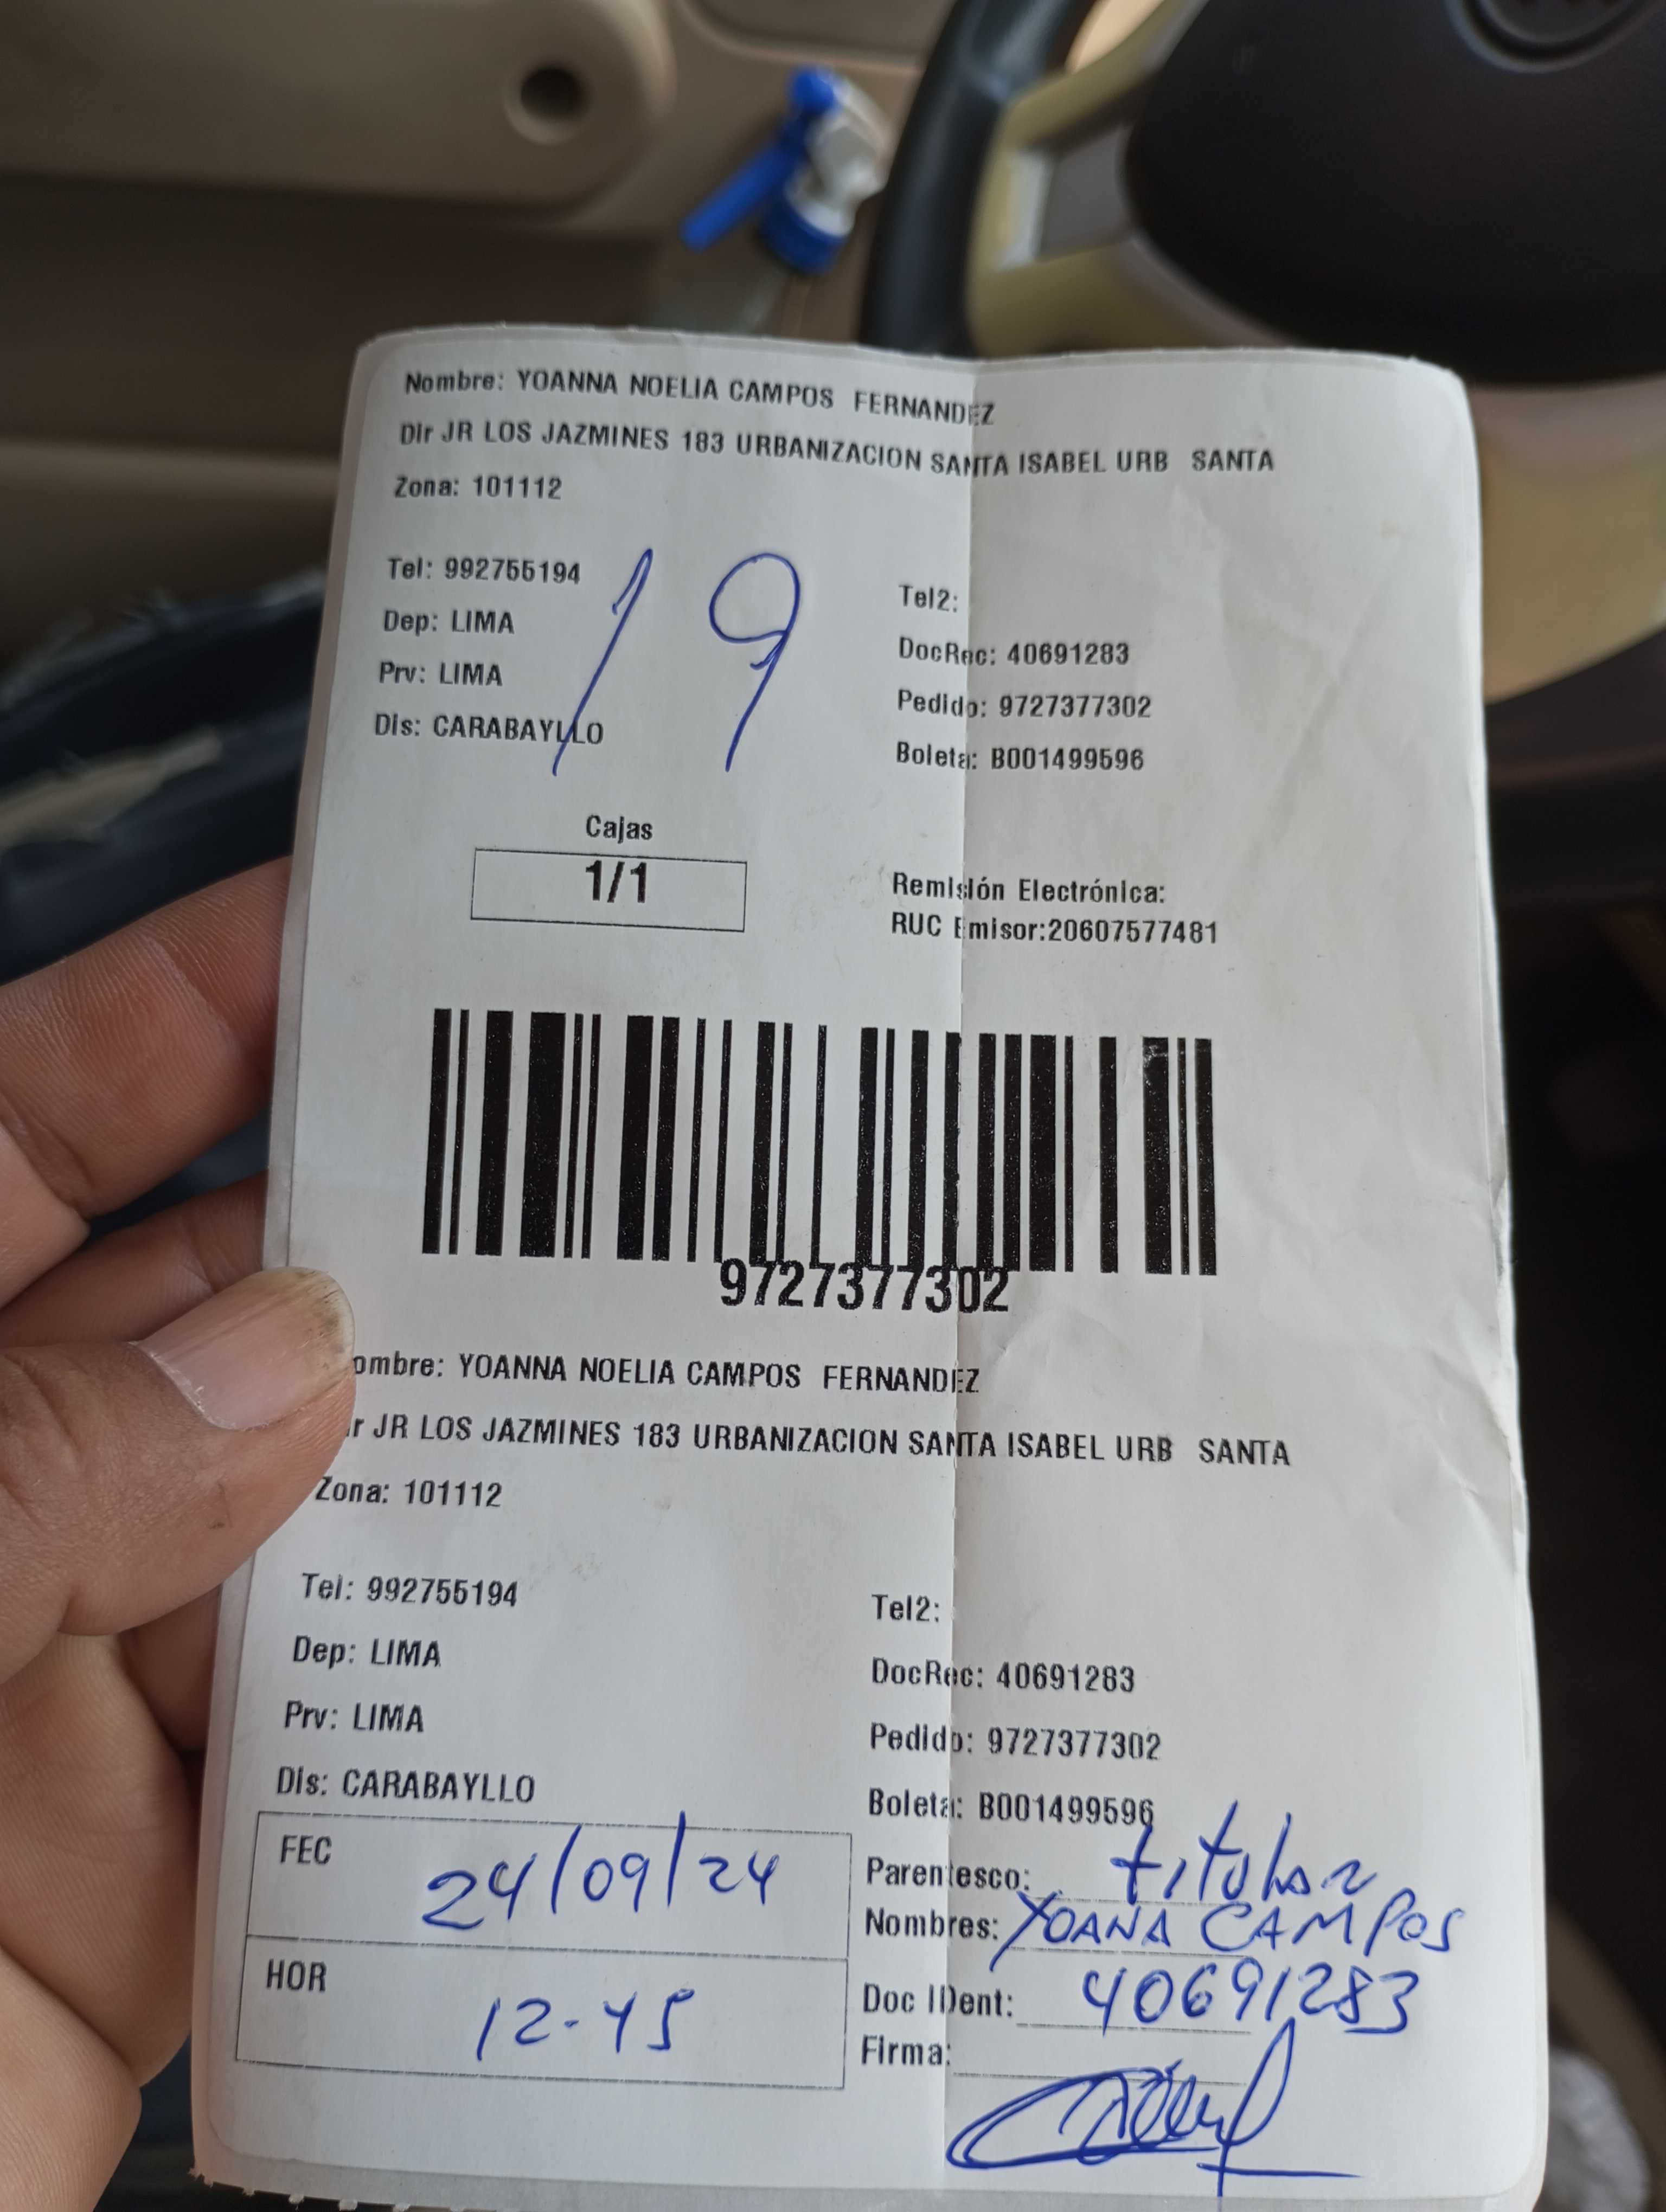 Nombre: YOANNA NOELIA CAMPOS FERNANDEZ
Dir JR LOS JAZMINES 183 URBANIZACION SANTA ISABEL URB SANTA
Zona: 101112
19
Tel: 992755194
Tel2:
Dep: LIMA
DocRec: 40691283
Prv: LIMA
Pedido: 9727377302
Dis: CARABAYLLO
Boleta: B001499596
Cajas
1/1
Remisión Electrónica:
RUC Emisor:20607577481
9727377302
ombre: YOANNA NOELIA CAMPOS FERNANDEZ
ir JR LOS JAZMINES 183 URBANIZACION SANTA ISABEL URB SANTA
Zona: 101112
Tel: 992755194
Tel2:
Dep: LIMA
DocRec: 40691283
Prv: LIMA
Pedido: 9727377302
Dis: CARABAYLLO
Boleta: B001499596
FEC 24/09/24
Parentesco: titular
Nombres: YOANA CAMPOS
HOR 12-45
Doc IDent: 40691283
Firma: